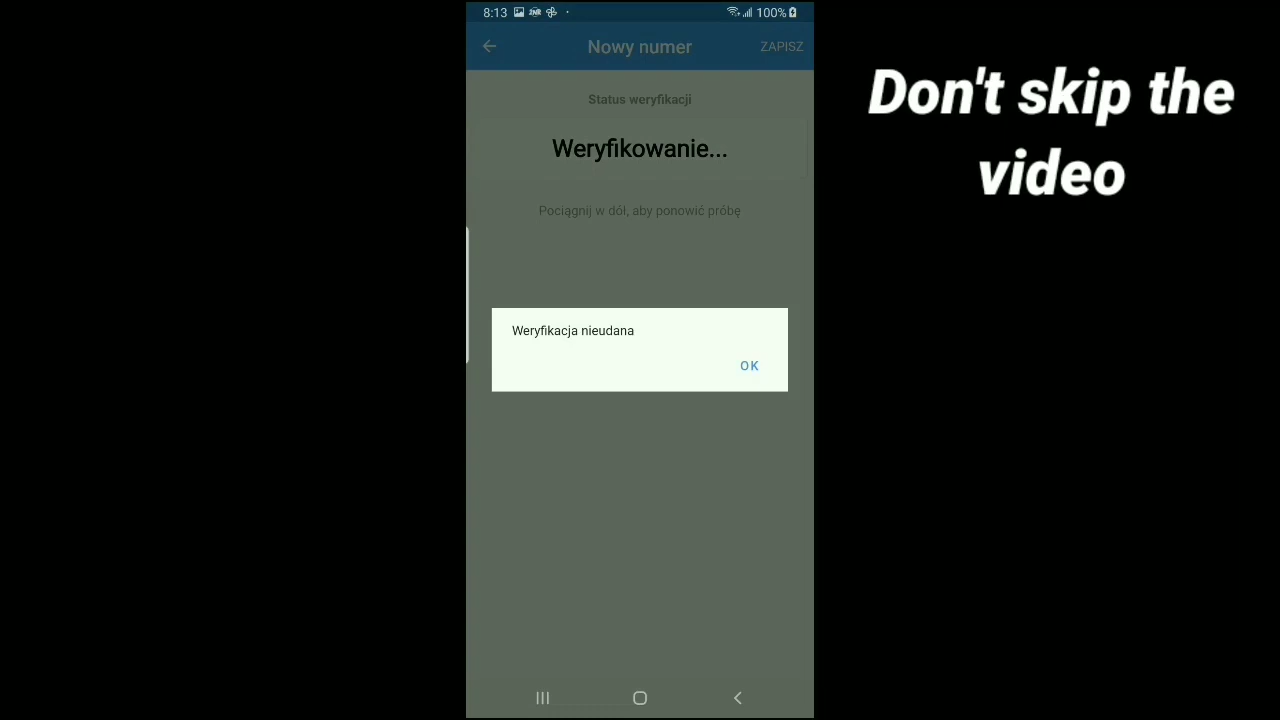 8:13
100%
Nowy numer
ZAPISZ
Status weryfikacji
Weryfikowanie...
Pociągnij w dół, aby ponowić próbę
Weryfikacja nieudana
OK
Don't skip the
video